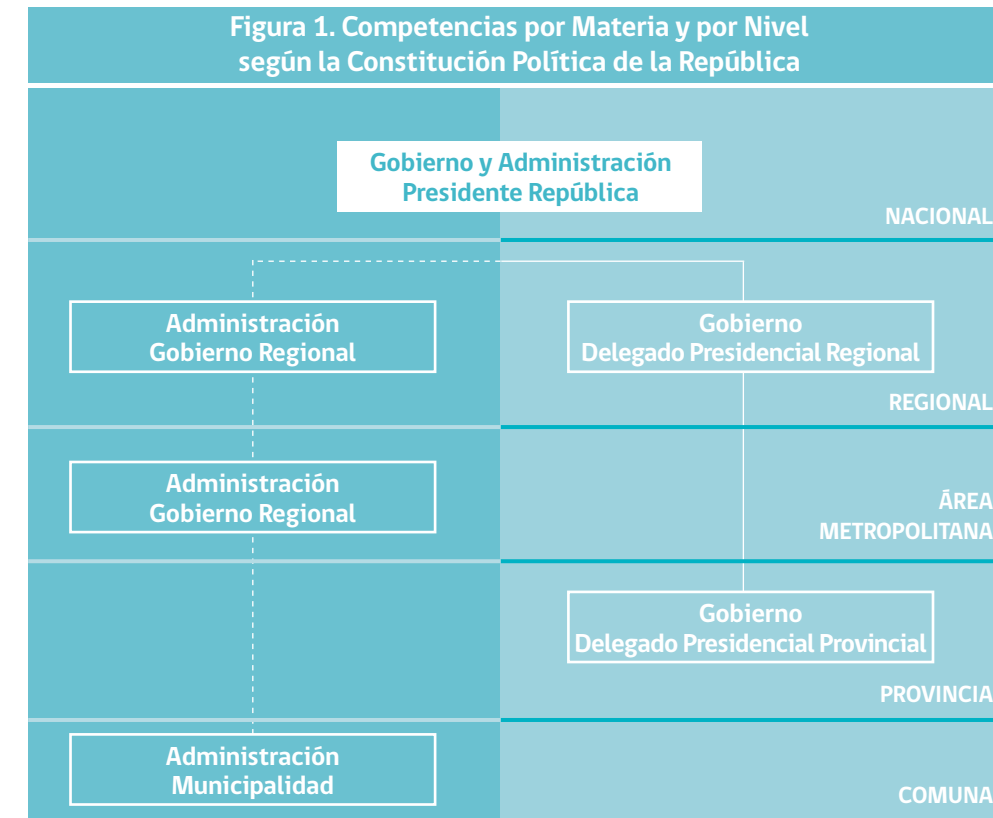 Figura 1. Competencias por Materia y por Nivel
según la Constitución Política de la República
Gobierno y Administración
Presidente República
NACIONAL
Administración
Gobierno Regional
Gobierno
Delegado Presidencial Regional
REGIONAL
Administración
Gobierno Regional
ÁREA
METROPOLITANA
Gobierno
Delegado Presidencial Provincial
PROVINCIA
Administración
Municipalidad
COMUNA